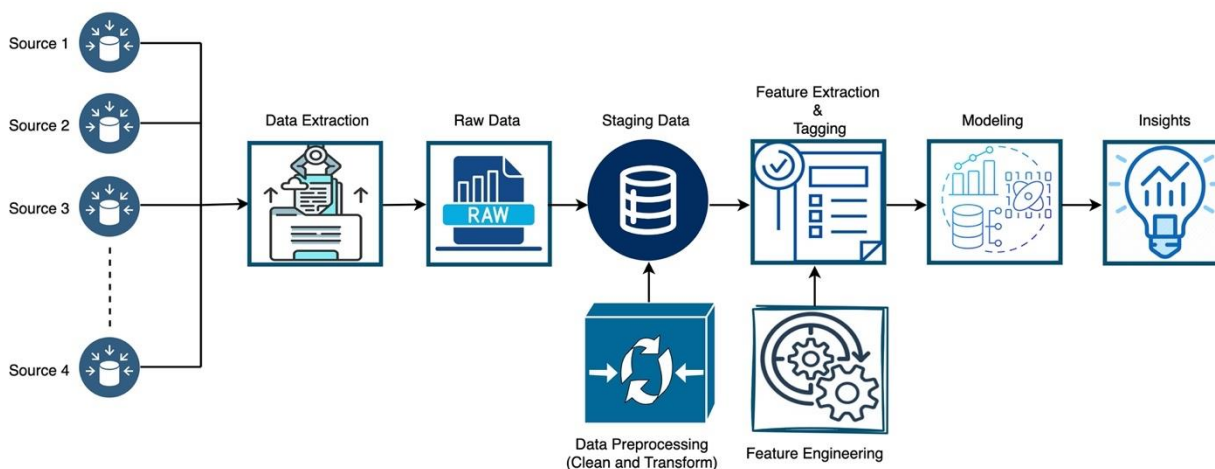 Source 1
Source 2
Source 3
Source 4
Data Extraction
Raw Data
RAW
Staging Data
Feature Extraction
&
Tagging
Modeling
Insights
Data Preprocessing
(Clean and Transform)
Feature Engineering